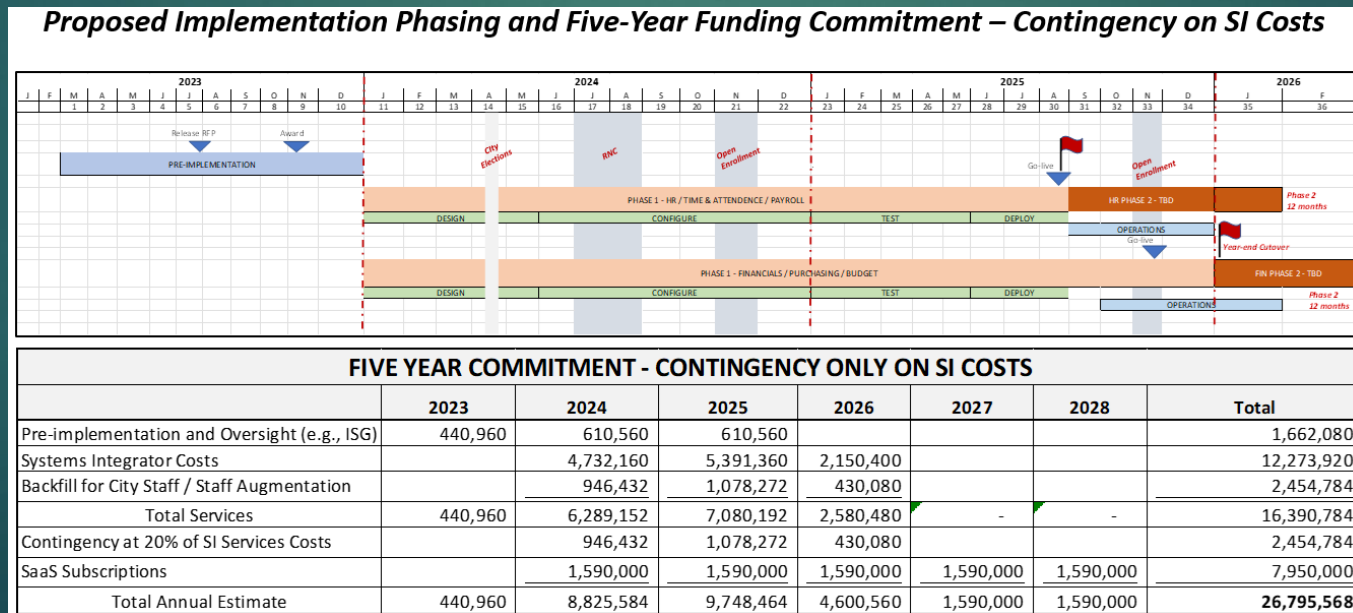 Proposed Implementation Phasing and Five-Year Funding Commitment – Contingency on SI Costs
2023 2024 2025 2026
J F M A M J J A S O N D J F M A M J J A S O N D J F M A M J J A S O N D J F
1 2 3 4 5 6 7 8 9 10 11 12 13 14 15 16 17 18 19 20 21 22 23 24 25 26 27 28 29 30 31 32 33 34 35 36
Release RFP Award
City Elections
RNC
Open Enrollment
Go-live
Open Enrollment
PRE-IMPLEMENTATION
PHASE 1 - HR / TIME & ATTENDENCE / PAYROLL HR PHASE 2 - TBD
Phase 2
12 months
DESIGN CONFIGURE TEST DEPLOY
OPERATIONS
Go-live
Year-end Cutover
PHASE 1 - FINANCIALS / PURCHASING / BUDGET FIN PHASE 2 - TBD
DESIGN CONFIGURE TEST DEPLOY
Phase 2
12 months
OPERATIONS
FIVE YEAR COMMITMENT - CONTINGENCY ONLY ON SI COSTS
2023 2024 2025 2026 2027 2028 Total
Pre-implementation and Oversight (e.g., ISG) 440,960 610,560 610,560 1,662,080
Systems Integrator Costs 4,732,160 5,391,360 2,150,400 12,273,920
Backfill for City Staff / Staff Augmentation 946,432 1,078,272 430,080 2,454,784
Total Services 440,960 6,289,152 7,080,192 2,580,480 - - 16,390,784
Contingency at 20% of SI Services Costs 946,432 1,078,272 430,080 2,454,784
SaaS Subscriptions 1,590,000 1,590,000 1,590,000 1,590,000 1,590,000 7,950,000
Total Annual Estimate 440,960 8,825,584 9,748,464 4,600,560 1,590,000 1,590,000 26,795,568